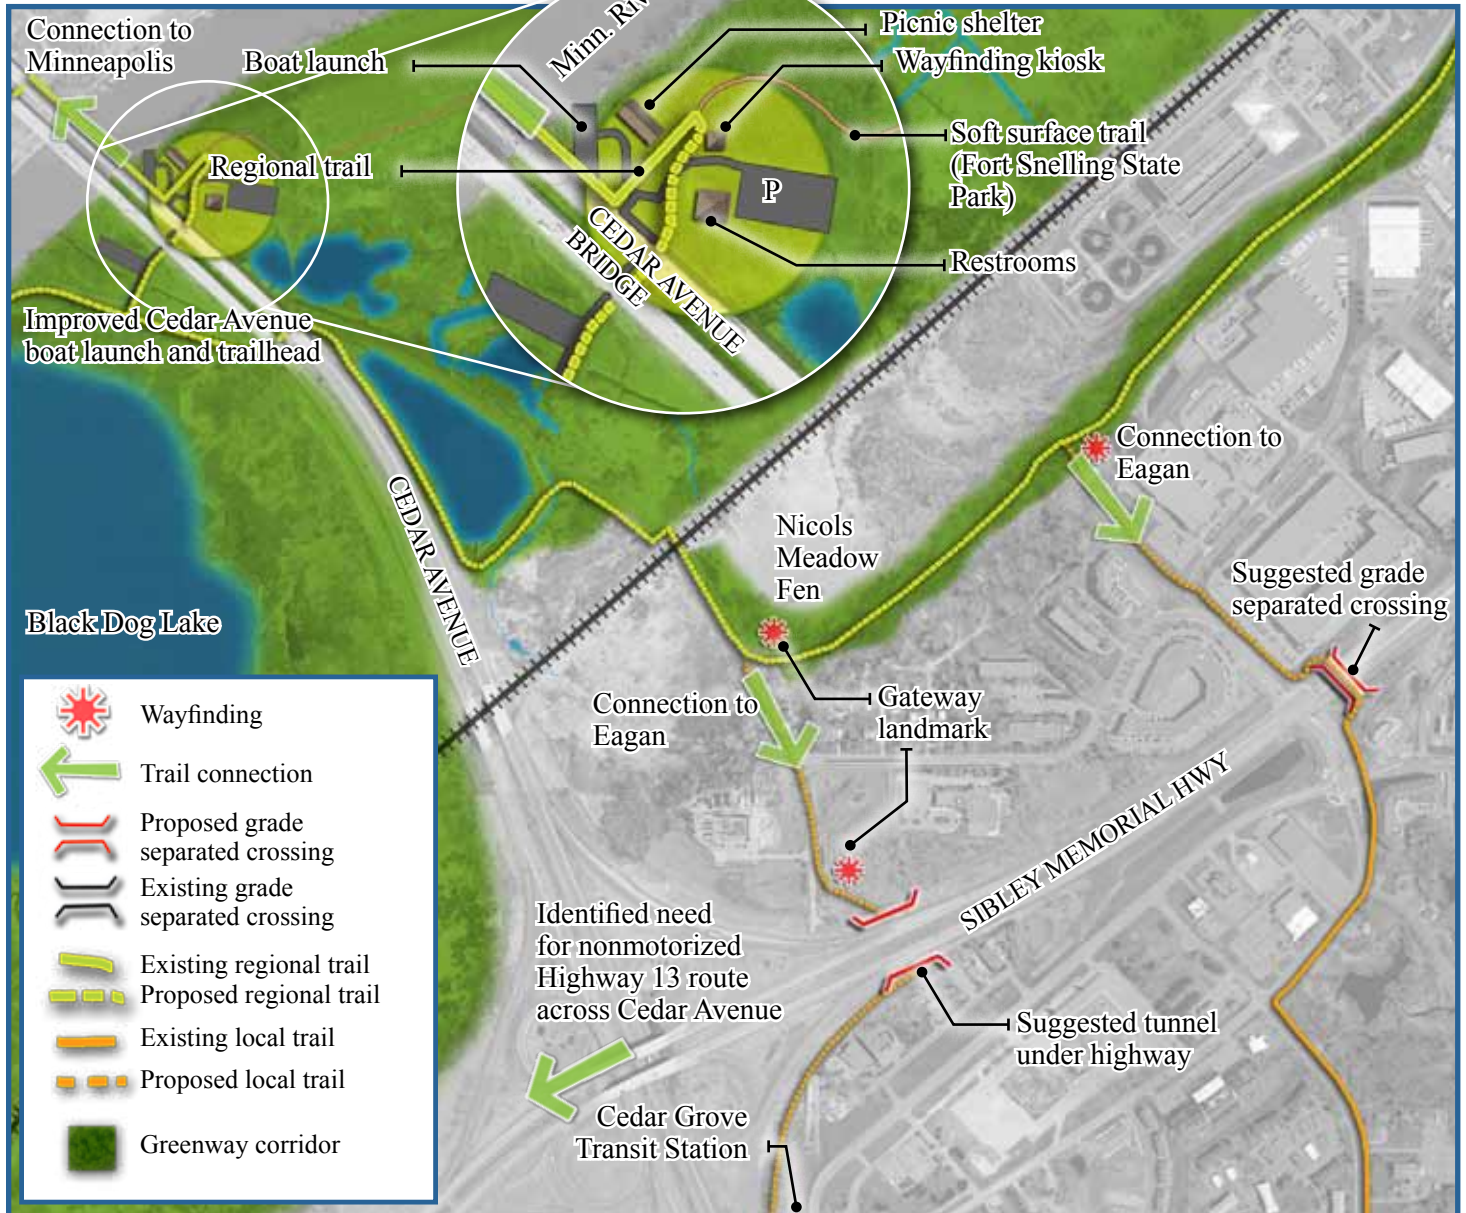 Connection to
Minneapolis
Boat launch
Minn. Riv
Picnic shelter
Wayfinding kiosk
Regional trail
Soft surface trail
(Fort Snelling State
Park)
P
CEDAR AVENUE
BRIDGE
Restrooms
Improved Cedar Avenue
boat launch and trailhead
Connection to
Eagan
CEDAR AVENUE
Nicols
Meadow
Fen
Suggested grade
separated crossing
Black Dog Lake
Connection to
Eagan
Gateway
landmark
SIBLEY MEMORIAL HWY
Identified need
for nonmotorized
Highway 13 route
across Cedar Avenue
Suggested tunnel
under highway
Cedar Grove
Transit Station
Wayfinding
Trail connection
Proposed grade
separated crossing
Existing grade
separated crossing
Existing regional trail
Proposed regional trail
Existing local trail
Proposed local trail
Greenway corridor